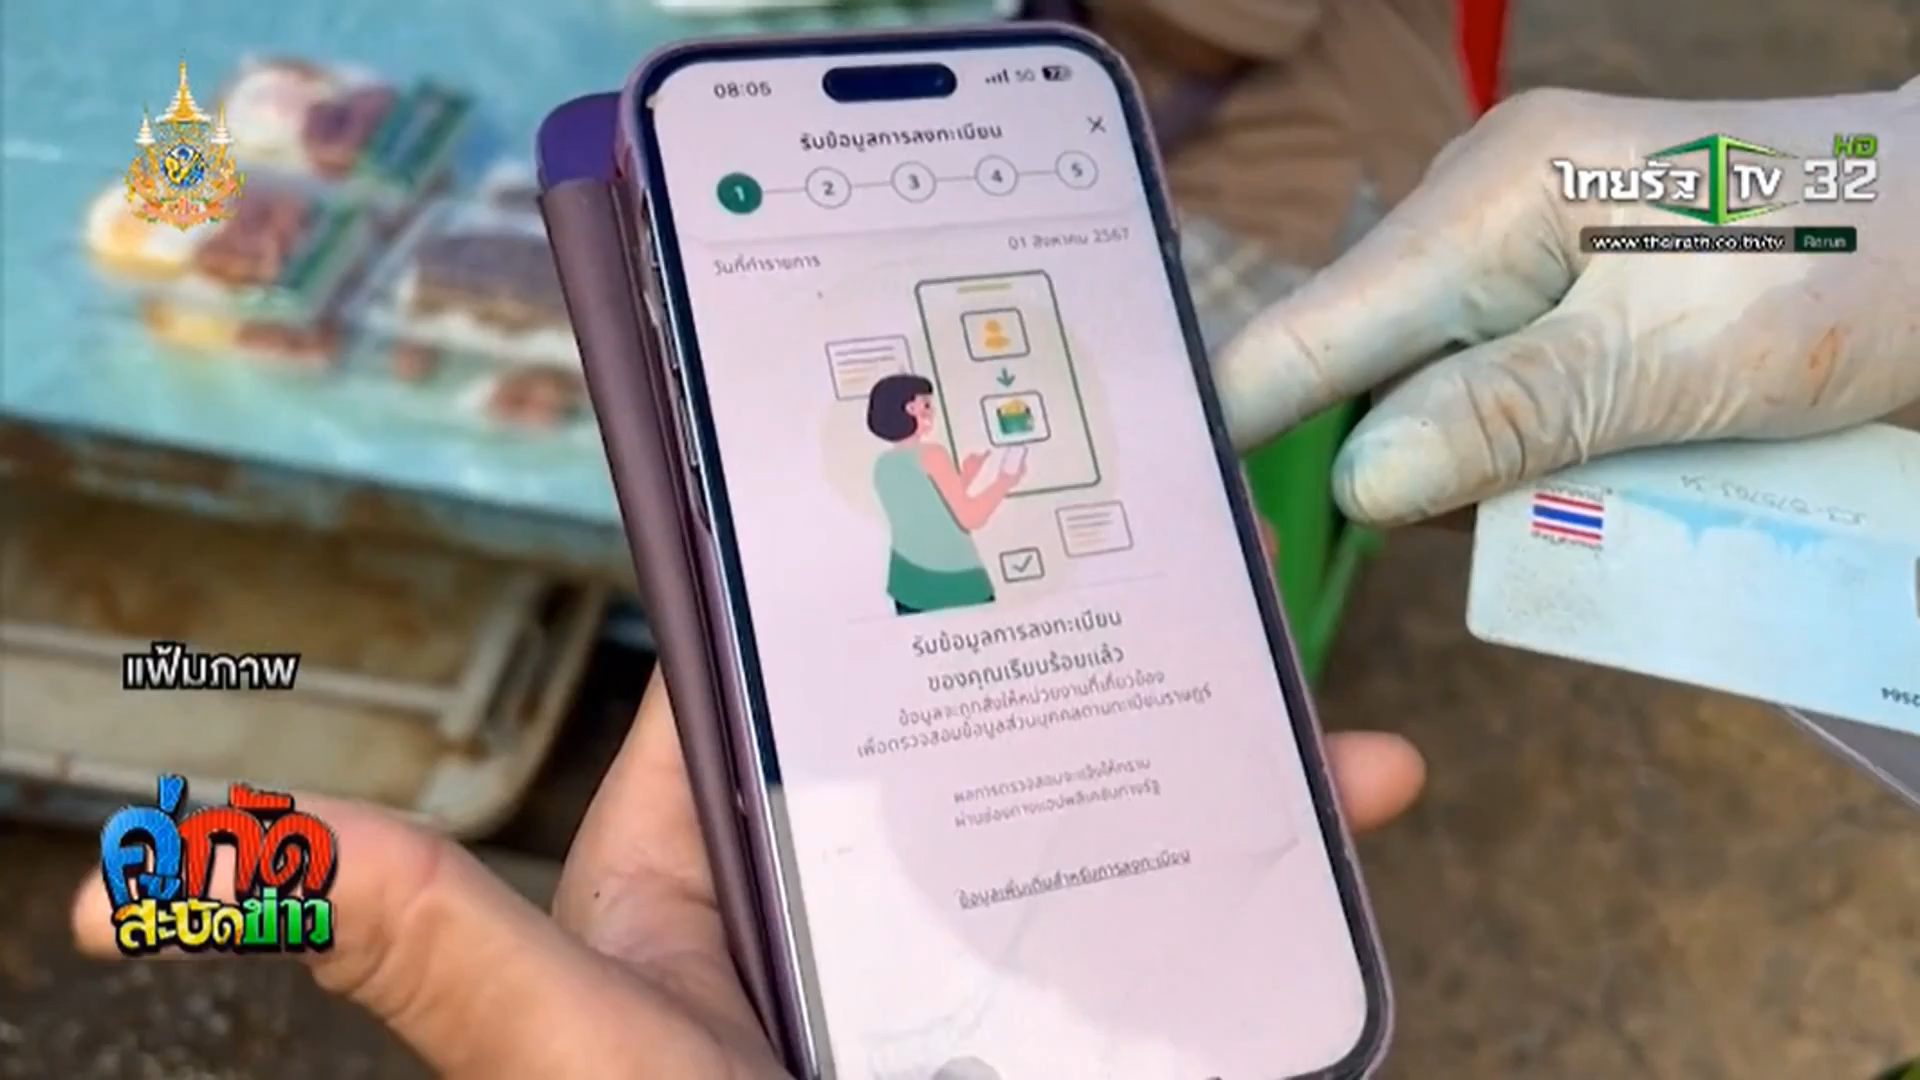 08:05
5G
รับข้อมูลการลงทะเบียน
1 2 3 4 5
วันที่ทำรายการ
01 สิงหาคม 2567
รับข้อมูลการลงทะเบียน
ของคุณเรียบร้อยแล้ว
ข้อมูลจะถูกส่งให้หน่วยงานที่เกี่ยวข้อง
เพื่อตรวจสอบข้อมูลส่วนบุคคลตามทะเบียนราษฎร์
ผลการตรวจสอบจะแจ้งให้ทราบ
ผ่านช่องทางแอปพลิเคชันทางรัฐ
ข้อมูลเพิ่มเติมสำหรับการลงทะเบียน
ไทยรัฐ TV 32 HD
www.thairath.co.th/tv
Rerun
แฟ้มภาพ
คู่กัด
สะบัดข่าว
2564